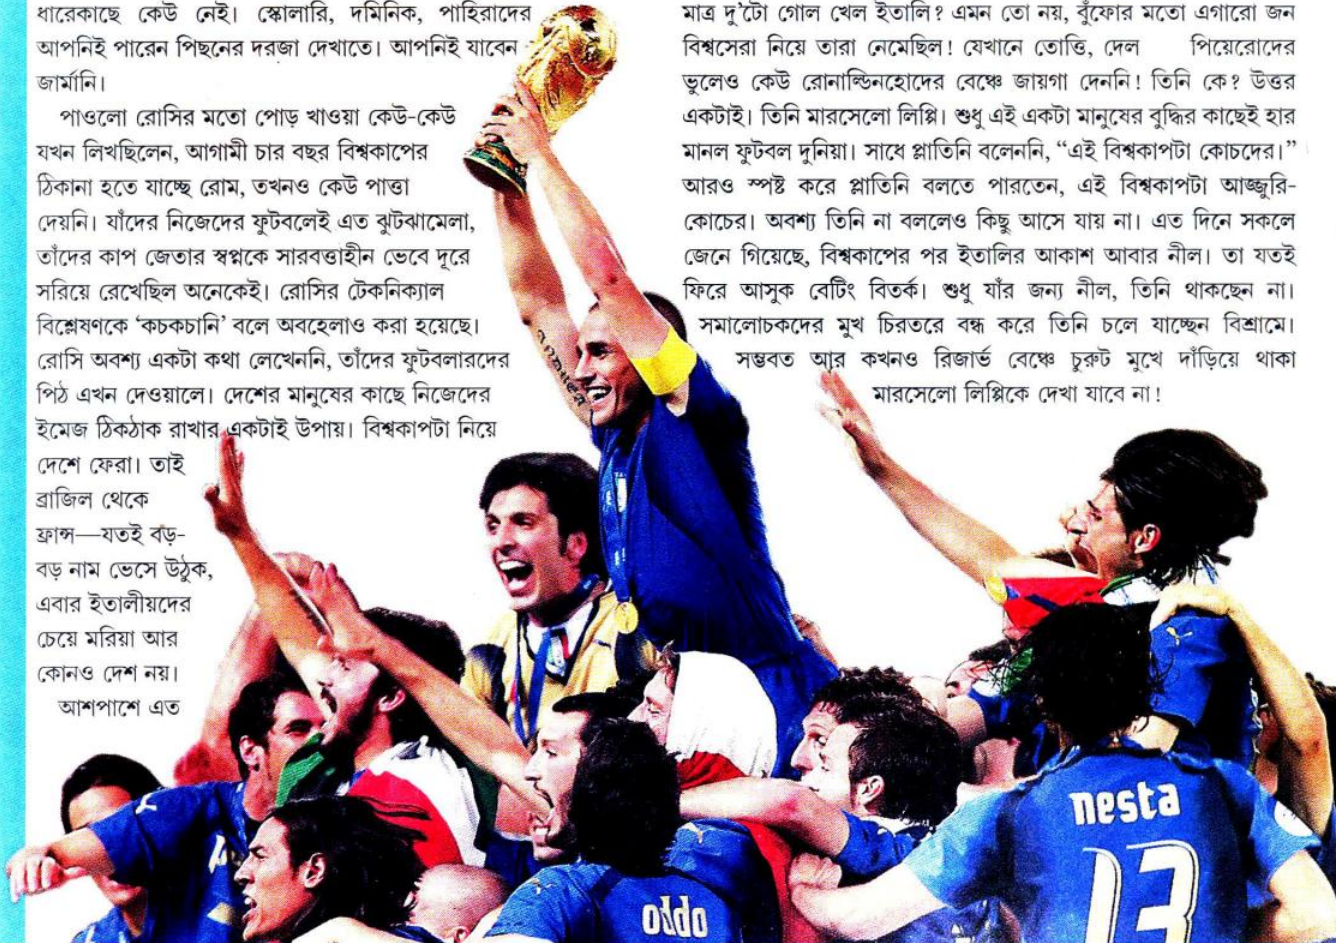 ধারেকাছে কেউ নেই। স্কোলারি, দমিনিক, পাহিরাদের
আপনিই পারেন পিছনের দরজা দেখাতে। আপনিই যাবেন
জার্মানি।
পাওলো রোসির মতো পোড় খাওয়া কেউ-কেউ
যখন লিখছিলেন, আগামী চার বছর বিশ্বকাপের
ঠিকানা হতে যাচ্ছে রোম, তখনও কেউ পাত্তা
দেয়নি। যাঁদের নিজেদের ফুটবলেই এত ঝুটঝামেলা,
তাঁদের কাপ জেতার স্বপ্নকে সারবত্তাহীন ভেবে দূরে
সরিয়ে রেখেছিল অনেকেই। রোসির টেকনিক্যাল
বিশ্লেষণকে ‘কচকচানি’ বলে অবহেলাও করা হয়েছে।
রোসি অবশ্য একটা কথা লেখেননি, তাঁদের ফুটবলারদের
পিঠ এখন দেওয়ালে। দেশের মানুষের কাছে নিজেদের
ইমেজ ঠিকঠাক রাখার একটাই উপায়। বিশ্বকাপটা নিয়ে
দেশে ফেরা। তাই
ব্রাজিল থেকে
ফ্রান্স—যতই বড়-
বড় নাম ভেসে উঠুক,
এবার ইতালীয়দের
চেয়ে মরিয়া আর
কোনও দেশ নয়।
আশপাশে এত
মাত্র দু’টো গোল খেল ইতালি? এমন তো নয়, বুঁফোর মতো এগারো জন
বিশ্বসেরা নিয়ে তারা নেমেছিল! যেখানে তোত্তি, দেল পিয়েরোদের
ভুলেও কেউ রোনাল্ডিনহোদের বেঞ্চে জায়গা দেননি! তিনি কে? উত্তর
একটাই। তিনি মারসেলো লিপ্পি। শুধু এই একটা মানুষের বুদ্ধির কাছেই হার
মানল ফুটবল দুনিয়া। সাধে প্লাতিনি বলেননি, “এই বিশ্বকাপটা কোচদের।”
আরও স্পষ্ট করে প্লাতিনি বলতে পারতেন, এই বিশ্বকাপটা আজ্জুরি-
কোচের। অবশ্য তিনি না বললেও কিছু আসে যায় না। এত দিনে সকলে
জেনে গিয়েছে, বিশ্বকাপের পর ইতালির আকাশ আবার নীল। তা যতই
ফিরে আসুক বেটিং বিতর্ক। শুধু যাঁর জন্য নীল, তিনি থাকছেন না।
সমালোচকদের মুখ চিরতরে বন্ধ করে তিনি চলে যাচ্ছেন বিশ্রামে।
সম্ভবত আর কখনও রিজার্ভ বেঞ্চে চুরুট মুখে দাঁড়িয়ে থাকা
মারসেলো লিপ্পিকে দেখা যাবে না!
nesta
13
oddo